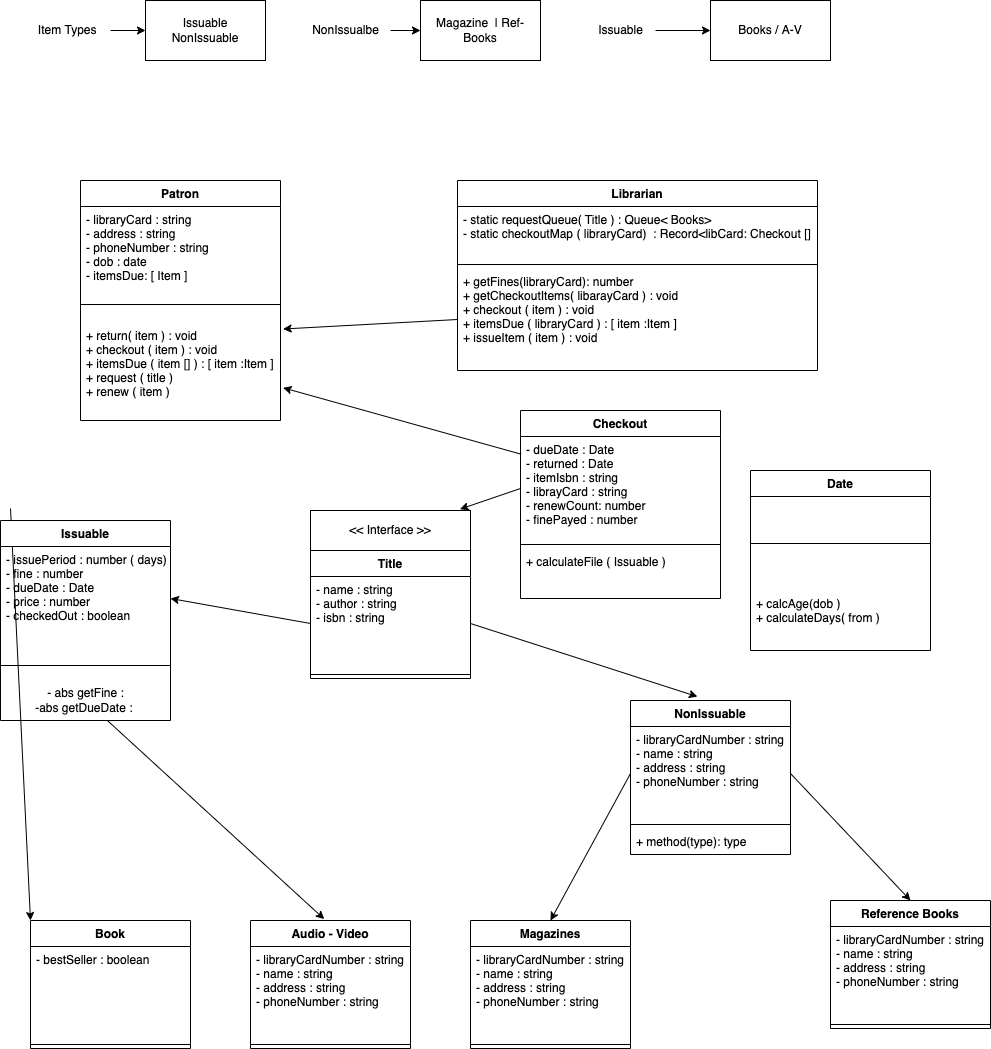 Item Types
Issuable
NonIssuable
NonIssualbe
Magazine | Ref-
Books
Issuable
Books / A-V
Patron
- libraryCard : string
- address : string
- phoneNumber : string
- dob : date
- itemsDue: [ Item ]
+ return( item ) : void
+ checkout ( item ) : void
+ itemsDue ( item [] ) : [ item :Item ]
+ request ( title )
+ renew ( item )
Librarian
- static requestQueue( Title ) : Queue< Books>
- static checkoutMap ( libraryCard)  : Record<libCard: Checkout []
+ getFines(libraryCard): number
+ getCheckoutItems( libarayCard ) : void
+ checkout ( item ) : void
+ itemsDue ( libraryCard ) : [ item :Item ]
+ issueItem ( item ) : void
Checkout
- dueDate : Date
- returned : Date
- itemIsbn : string
- librayCard : string
- renewCount: number
- finePayed : number
+ calculateFile ( Issuable )
Date
+ calcAge(dob )
+ calculateDays( from )
<< Interface >>
Title
- name : string
- author : string
- isbn : string
Issuable
- issuePeriod : number ( days)
- fine : number
- dueDate : Date
- price : number
- checkedOut : boolean
- abs getFine :
-abs getDueDate :
NonIssuable
- libraryCardNumber : string
- name : string
- address : string
- phoneNumber : string
+ method(type): type
Book
- bestSeller : boolean
Audio - Video
- libraryCardNumber : string
- name : string
- address : string
- phoneNumber : string
Magazines
- libraryCardNumber : string
- name : string
- address : string
- phoneNumber : string
Reference Books
- libraryCardNumber : string
- name : string
- address : string
- phoneNumber : string